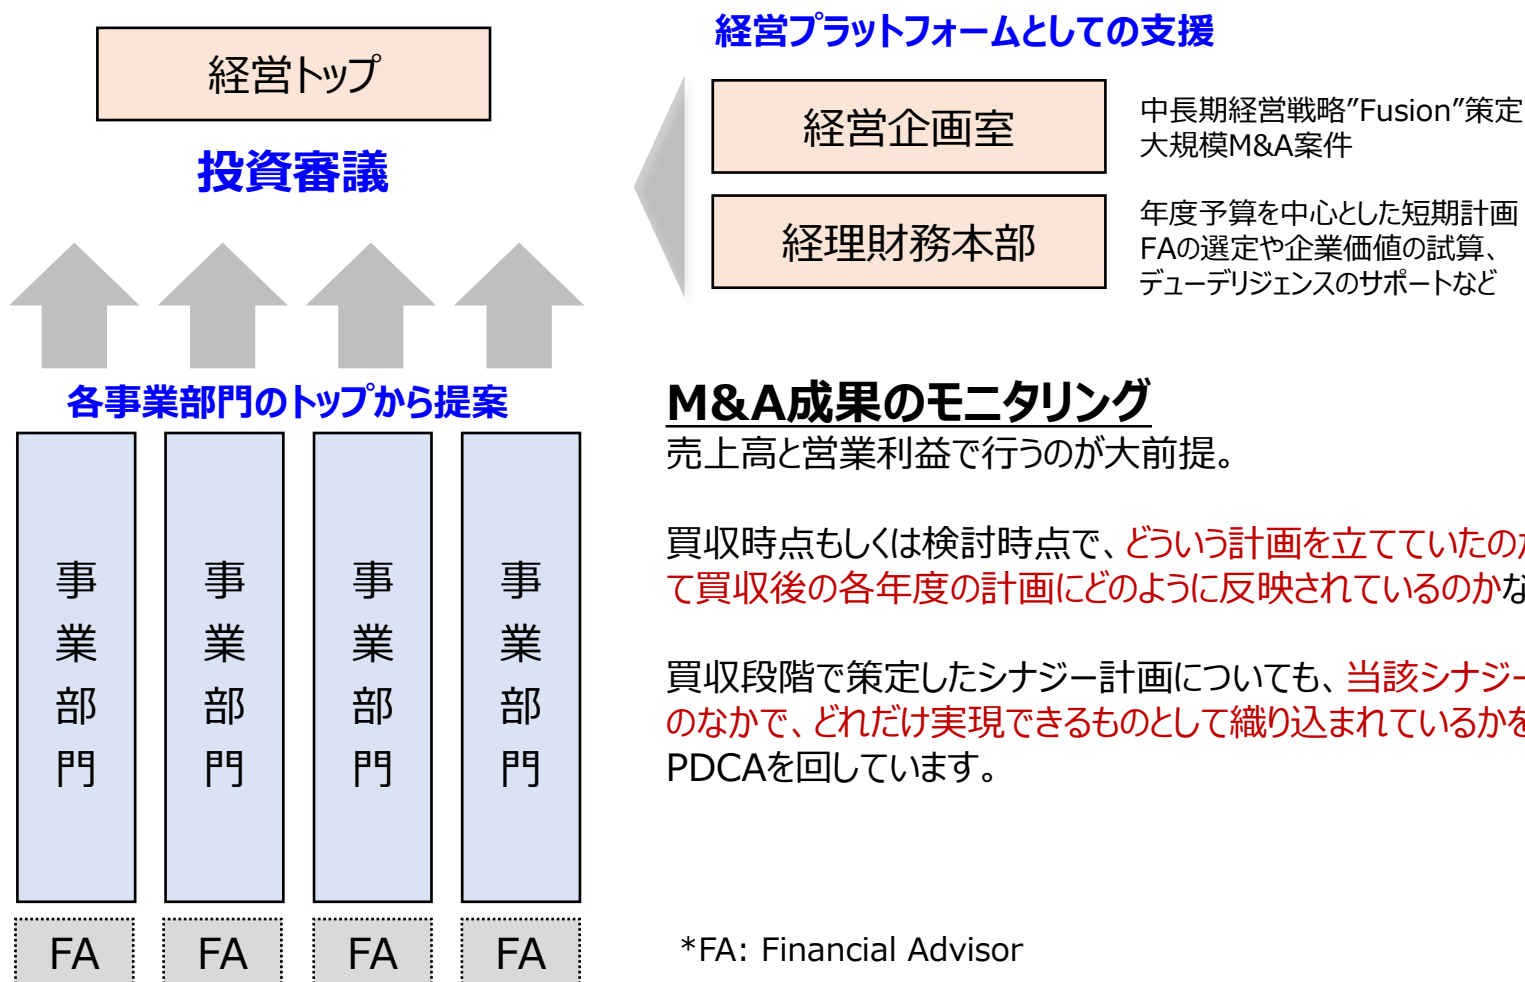 経営トップ
投資審議
経営プラットフォームとしての支援
経営企画室
中長期経営戦略”Fusion”策定
大規模M&A案件
経理財務本部
年度予算を中心とした短期計画
FAの選定や企業価値の試算、
デューデリジェンスのサポートなど
各事業部門のトップから提案
事業部門
事業部門
事業部門
事業部門
FA
FA
FA
FA
M&A成果のモニタリング
売上高と営業利益で行うのが大前提。
買収時点もしくは検討時点で、どういう計画を立てていたの
て買収後の各年度の計画にどのように反映されているのかな
買収段階で策定したシナジー計画についても、当該シナジー
のなかで、どれだけ実現できるものとして織り込まれているかを
PDCAを回しています。
*FA: Financial Advisor